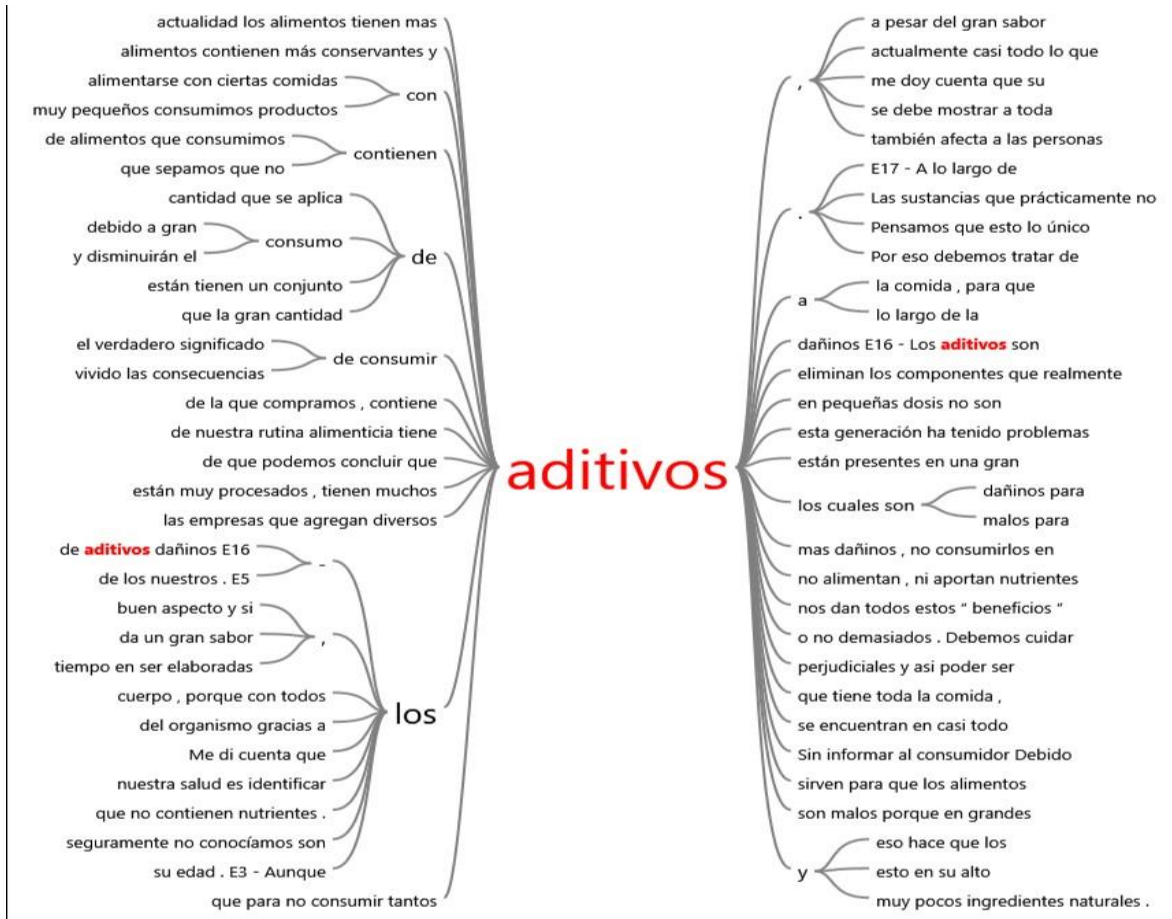 actualidad los alimentos tienen mas
alimentos contienen más conservantes y
alimentarse con ciertas comidas
muy pequeños consumimos productos
con
de alimentos que consumimos
que sepamos que no
contienen
cantidad que se aplica
debido a gran
y disminuirán el
consumo
están tienen un conjunto
que la gran cantidad
de
el verdadero significado
vivido las consecuencias
de consumir
de la que compramos , contiene
de nuestra rutina alimenticia tiene
de que podemos concluir que
están muy procesados , tienen muchos
las empresas que agregan diversos
de aditivos dañinos E16
de los nuestros . E5
-
buen aspecto y si
da un gran sabor
tiempo en ser elaboradas
,
cuerpo , porque con todos
del organismo gracias a
Me di cuenta que
nuestra salud es identificar
que no contienen nutrientes .
seguramente no conocíamos son
su edad . E3 - Aunque
los
que para no consumir tantos
aditivos
,
a pesar del gran sabor
actualmente casi todo lo que
me doy cuenta que su
se debe mostrar a toda
también afecta a las personas
.
E17 - A lo largo de
Las sustancias que prácticamente no
Pensamos que esto lo único
Por eso debemos tratar de
a
la comida , para que
lo largo de la
dañinos E16 - Los aditivos son
eliminan los componentes que realmente
en pequeñas dosis no son
esta generación ha tenido problemas
están presentes en una gran
los cuales son
dañinos para
malos para
mas dañinos , no consumirlos en
no alimentan , ni aportan nutrientes
nos dan todos estos " beneficios "
o no demasiados . Debemos cuidar
perjudiciales y asi poder ser
que tiene toda la comida ,
se encuentran en casi todo
Sin informar al consumidor Debido
sirven para que los alimentos
son malos porque en grandes
y
eso hace que los
esto en su alto
muy pocos ingredientes naturales .